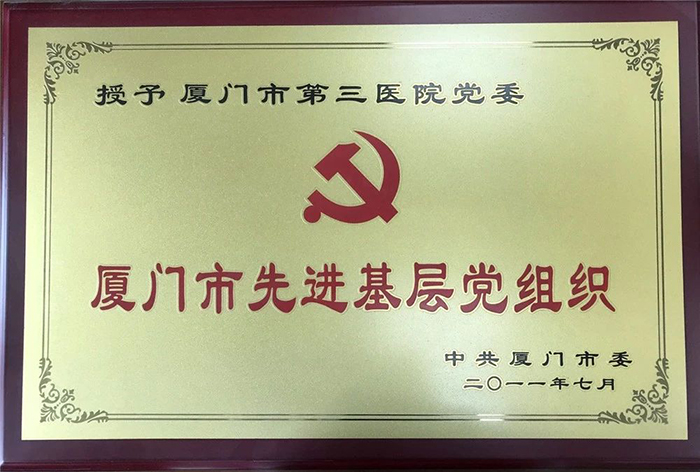 授予 厦门市第三医院党委
厦门市先进基层党组织
中共厦门市委
二〇一一年七月